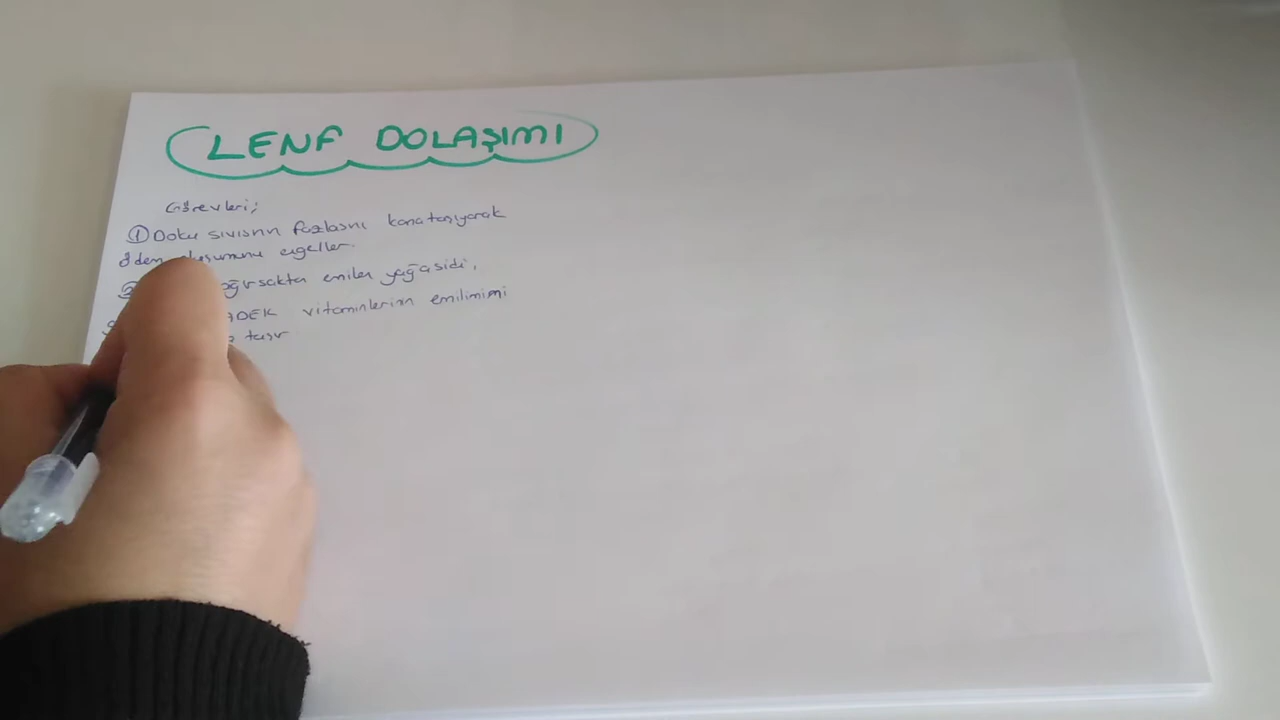 LENF DOLAŞIMI
Görevleri;
① Doku sıvısının fazlasını kana taşıyarak
ödem oluşumunu engeller.
② emilen yağ asidi,
ADEK vitaminlerinin emilimini
taşır